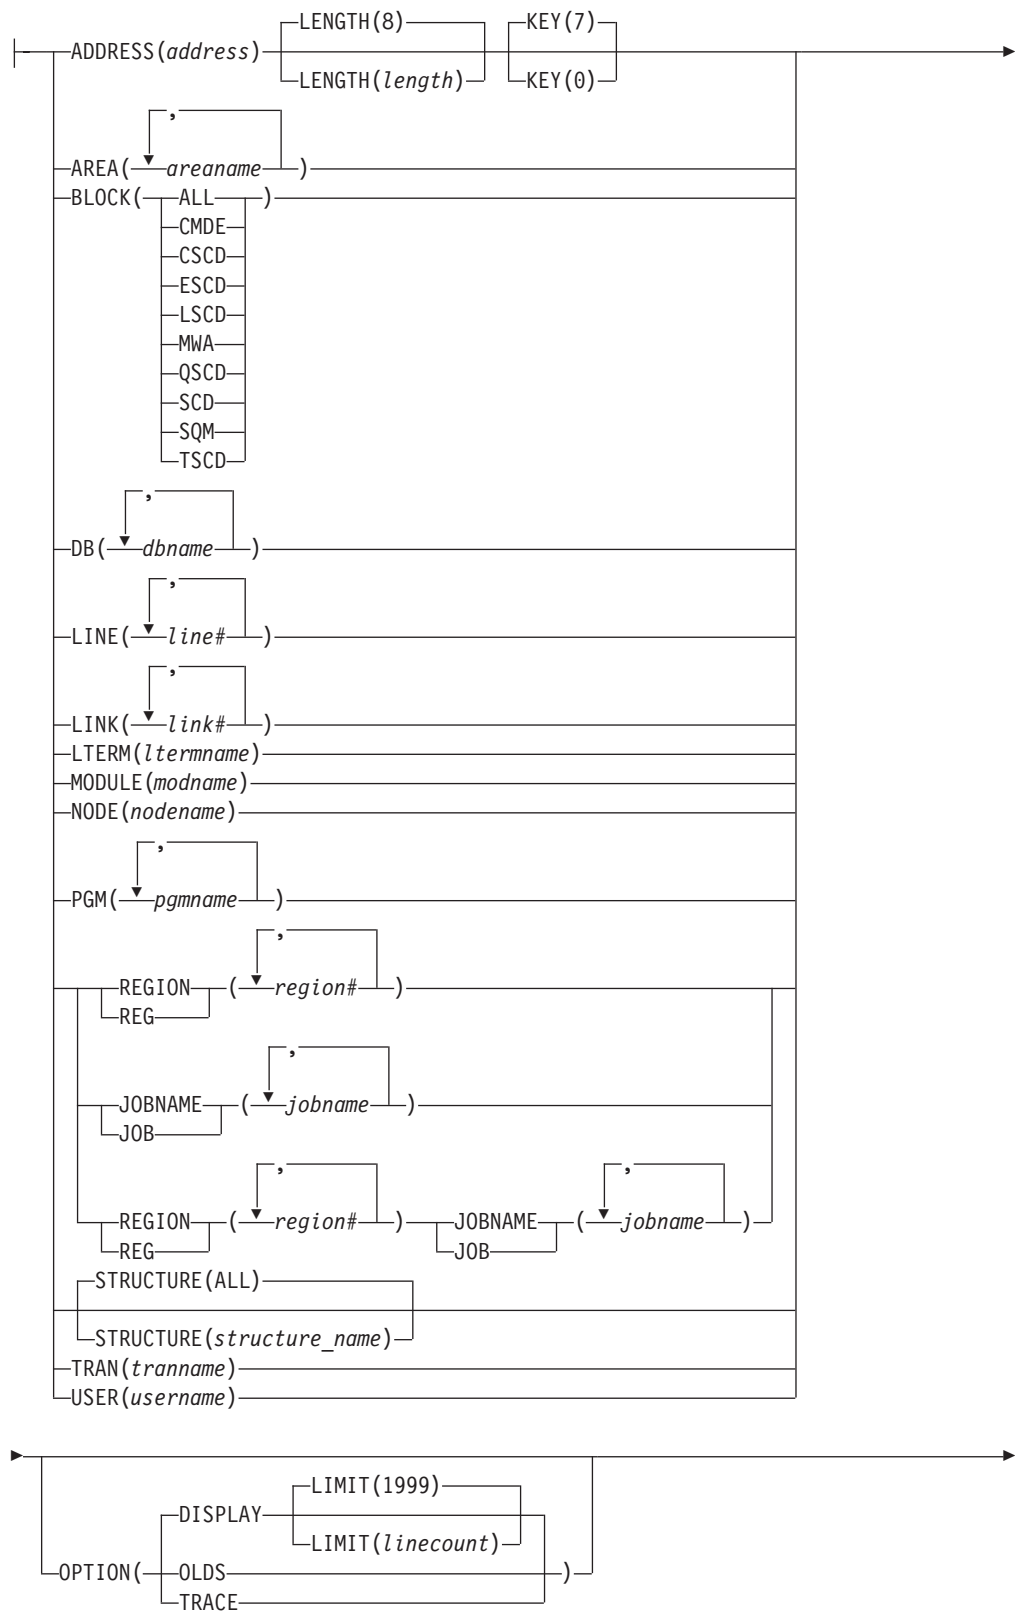 LENGTH(8) KEY(7)
ADDRESS(address)
LENGTH(length) KEY(0)
,
AREA( areaname )
BLOCK( ALL )
CMDE
CSCD
ESCD
LSCD
MWA
QSCD
SCD
SQM
TSCD
,
DB( dbname )
,
LINE( line# )
,
LINK( link# )
LTERM(ltermname)
MODULE(modname)
NODE(nodename)
,
PGM( pgmname )
,
REGION ( region# )
REG
,
JOBNAME ( jobname )
JOB
, ,
REGION ( region# ) JOBNAME ( jobname )
REG JOB
STRUCTURE(ALL)
STRUCTURE(structure_name)
TRAN(tranname)
USER(username)
LIMIT(1999)
DISPLAY
LIMIT(linecount)
OPTION( OLDS )
TRACE